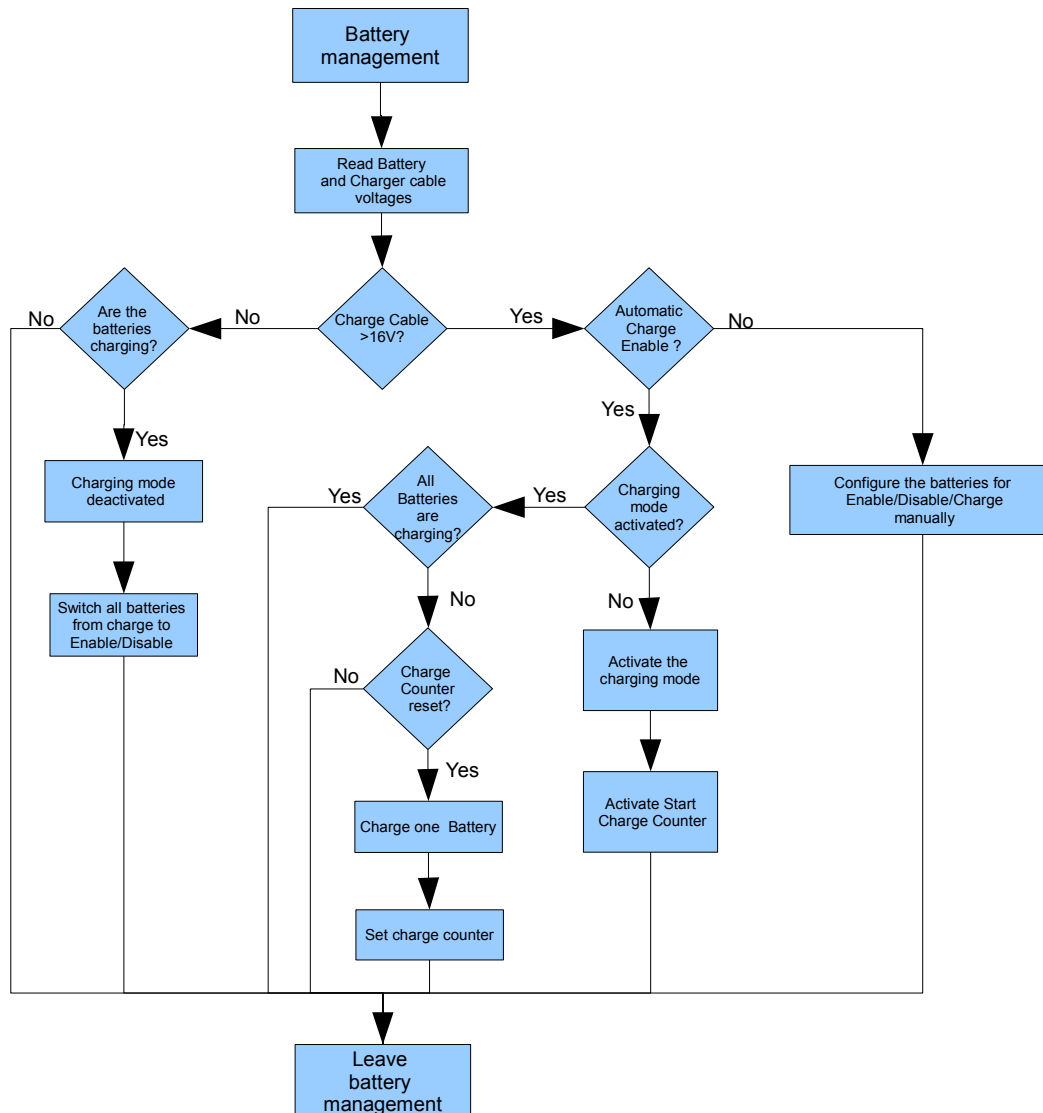 Battery
management
Read Battery
and Charger cable
voltages
Are the
batteries
charging?
No
No
Charge Cable
>16V?
Yes
Automatic
Charge
Enable ?
No
Yes
Yes
Charging mode
deactivated
Switch all batteries
from charge to
Enable/Disable
All
Batteries
are
charging?
Yes
Yes
Charging
mode
activated?
Configure the batteries for
Enable/Disable/Charge
manually
No
No
Charge
Counter
reset?
No
Activate the
charging mode
Yes
Charge one Battery
Activate Start
Charge Counter
Set charge counter
Leave
battery
management